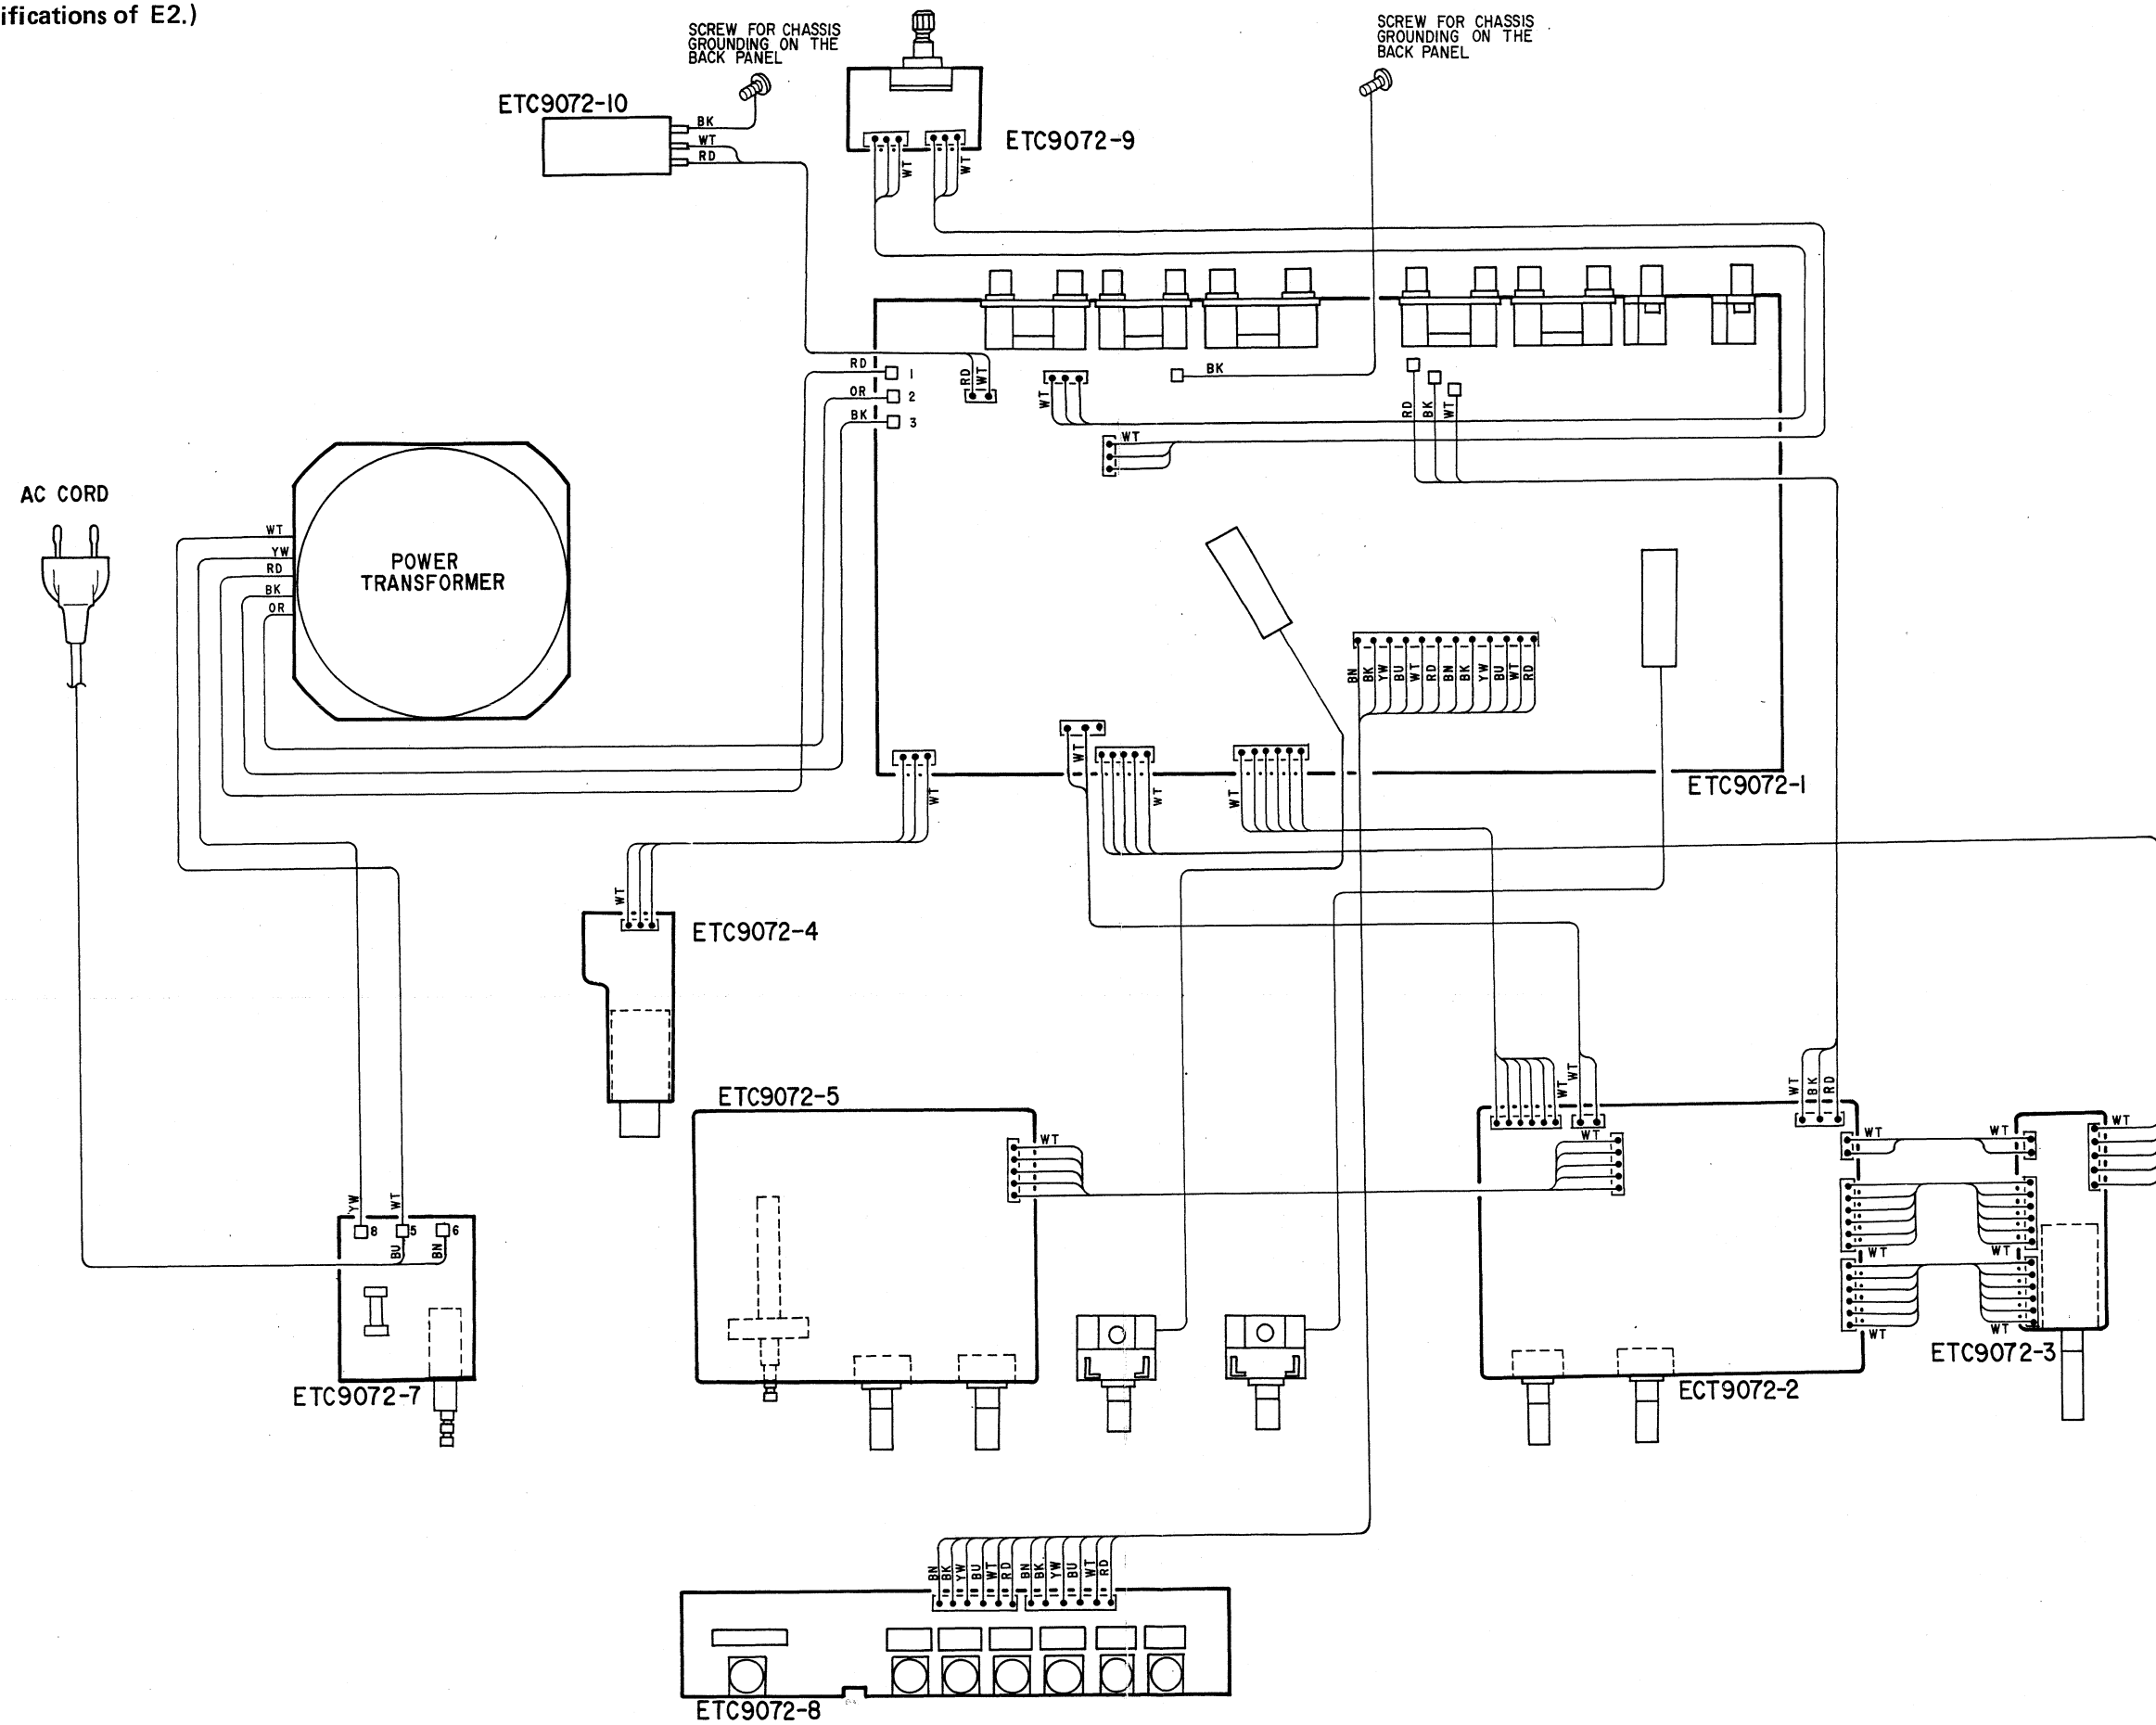 ifications of E2.)
SCREW FOR CHASSIS
GROUNDING ON THE
BACK PANEL
SCREW FOR CHASSIS
GROUNDING ON THE
BACK PANEL
ETC9072-10
BK
WT
RD
ETC9072-9
WT
WT
RD
1
OR
2
BK
3
RD
WT
WT
BK
RD
BK
WT
WT
AC CORD
WT
YW
RD
BK
OR
POWER
TRANSFORMER
BN
BK
YW
BU
WT
RD
BN
BK
YW
BU
WT
RD
WT
WT
WT
WT
ETC9072-1
WT
ETC9072-4
ETC9072-5
WT
WT
WT
WT
WT
BK
RD
WT
WT
WT
WT
WT
WT
WT
ETC9072-3
ECT9072-2
YW
WT
8
5
6
BU
BN
ETC9072-7
BN
BK
YW
BU
WT
RD
BN
BK
YW
BU
WT
RD
ETC9072-8